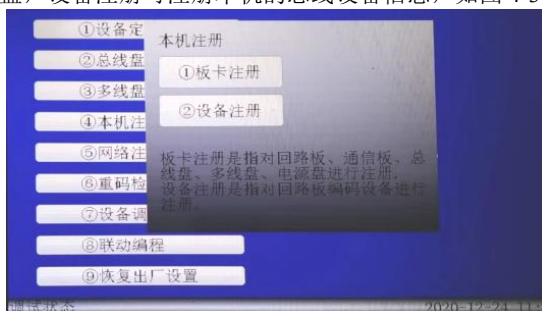 ①设备定
②总线盘
③多线盘
④本机注
⑤网络注
⑥重码检
⑦设备调
⑧联动编程
⑨恢复出厂设置
本机注册
①板卡注册
②设备注册
板卡注册是指对回路板、通信板、总
线盘、多线盘、电源盘进行注册.
设备注册是指对回路板编码设备进行
注册.
调试状态
2020-12-24 11: